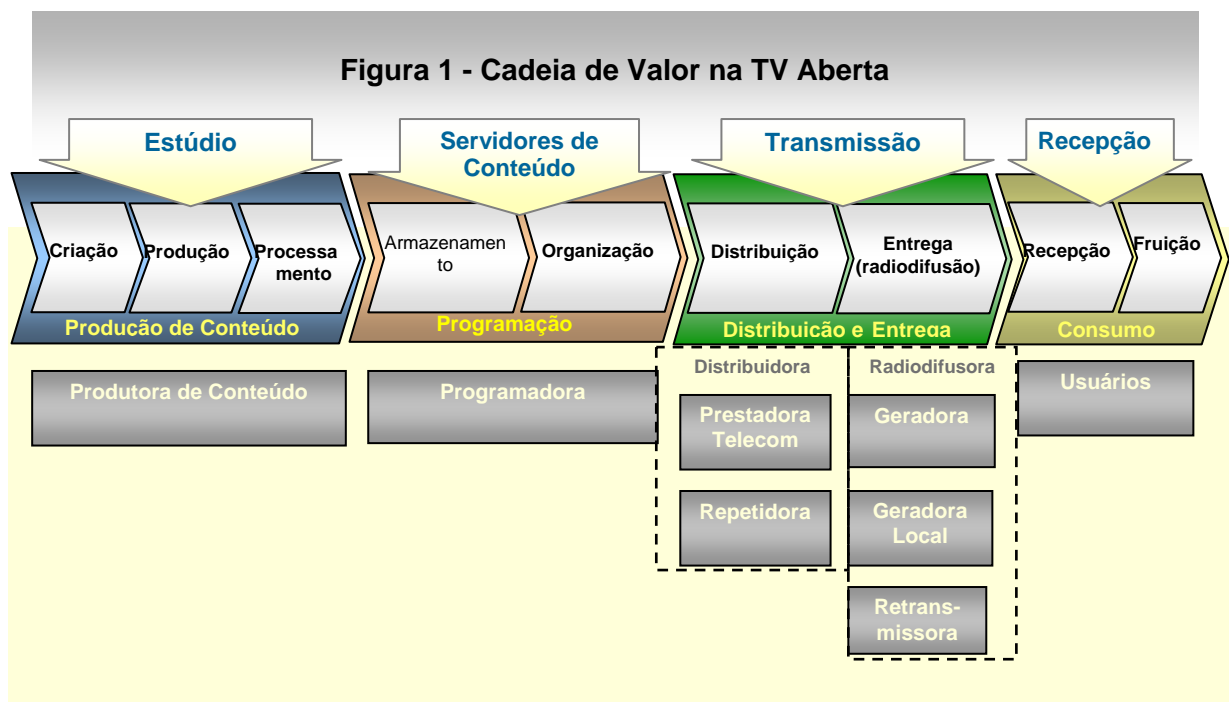 Figura 1 - Cadeia de Valor na TV Aberta
Estúdio
Servidores de
Conteúdo
Transmissão
Recepção
Criação
Produção
Processa
mento
Armazenamen
to
Organização
Distribuição
Entrega
(radiodifusão)
Recepção
Fruição
Produção de Conteúdo
Programação
Distribuição e Entrega
Consumo
Produtora de Conteúdo
Programadora
Distribuidora
Radiodifusora
Usuários
Prestadora
Telecom
Geradora
Repetidora
Geradora
Local
Retrans-
missora